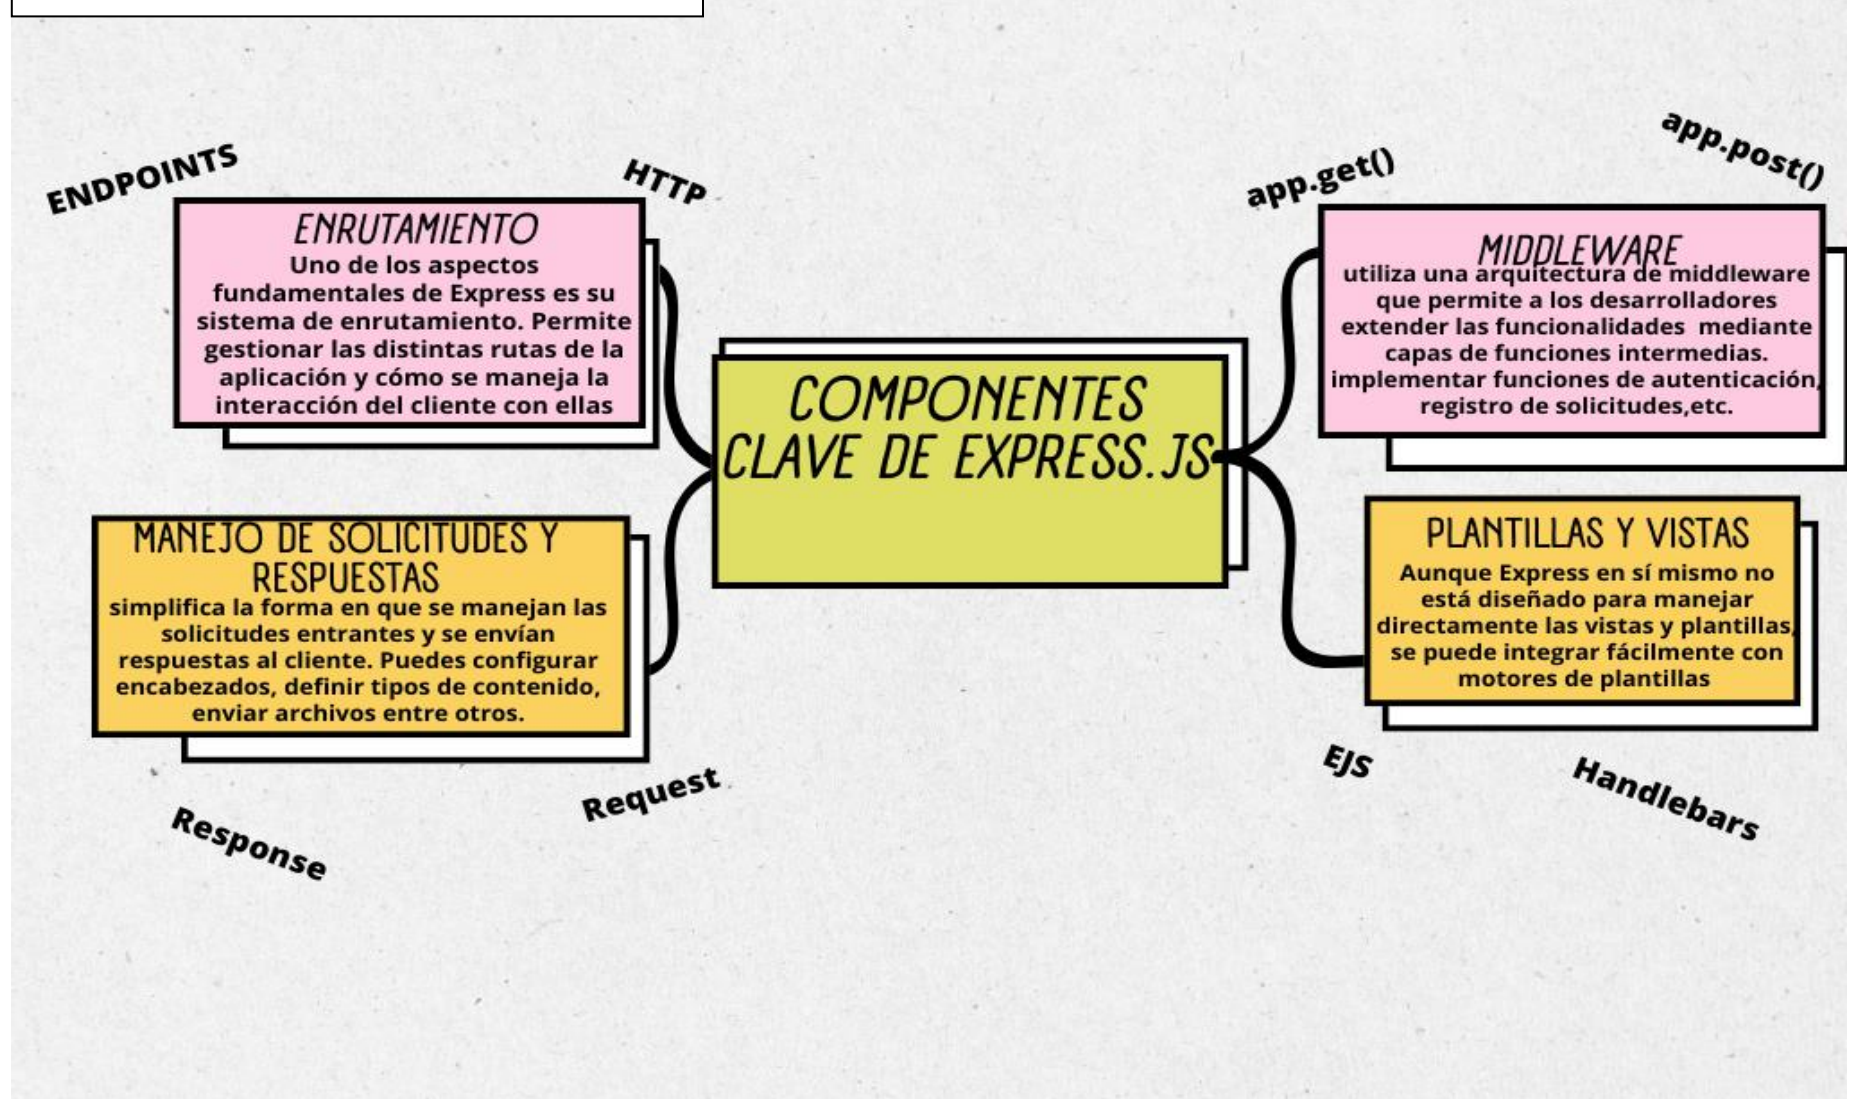 ENDPOINTS
HTTP
ENRUTAMIENTO
Uno de los aspectos
fundamentales de Express es su
sistema de enrutamiento. Permite
gestionar las distintas rutas de la
aplicación y cómo se maneja la
interacción del cliente con ellas
app.get()
app.post()
MIDDLEWARE
utiliza una arquitectura de middleware
que permite a los desarrolladores
extender las funcionalidades mediante
capas de funciones intermedias.
implementar funciones de autenticación,
registro de solicitudes,etc.
COMPONENTES
CLAVE DE EXPRESS.JS
MANEJO DE SOLICITUDES Y
RESPUESTAS
simplifica la forma en que se manejan las
solicitudes entrantes y se envían
respuestas al cliente. Puedes configurar
encabezados, definir tipos de contenido,
enviar archivos entre otros.
Response
Request
PLANTILLAS Y VISTAS
Aunque Express en sí mismo no
está diseñado para manejar
directamente las vistas y plantillas,
se puede integrar fácilmente con
motores de plantillas
EJS
Handlebars